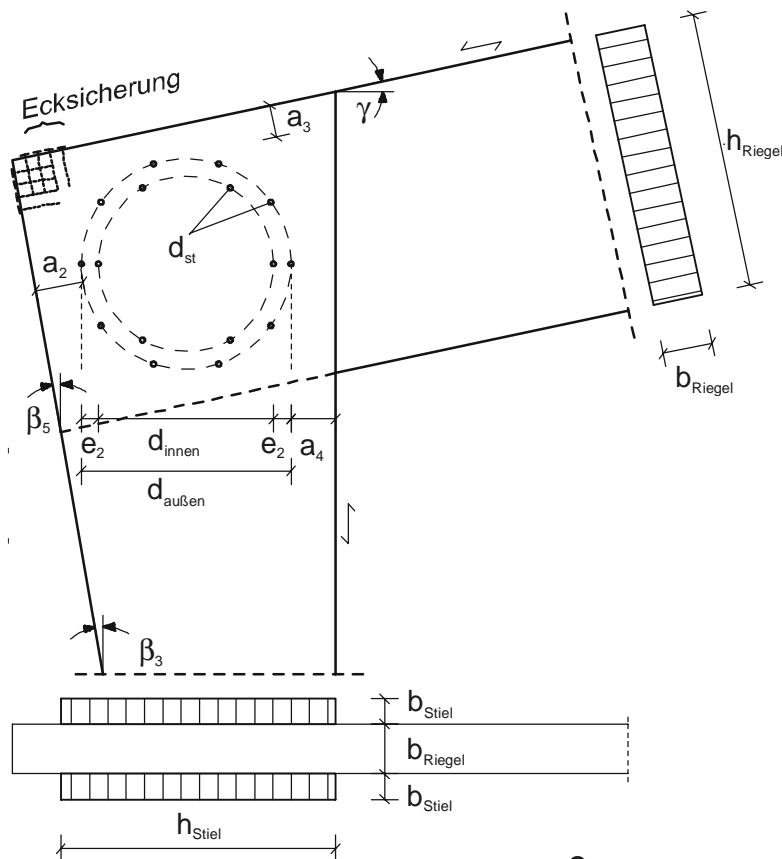 Ecksicherung
a3
γ
hRiegel
dst
a2
bRiegel
β5
e2
dinnen
e2
a4
daußen
β3
bStiel
bRiegel
bStiel
hStiel